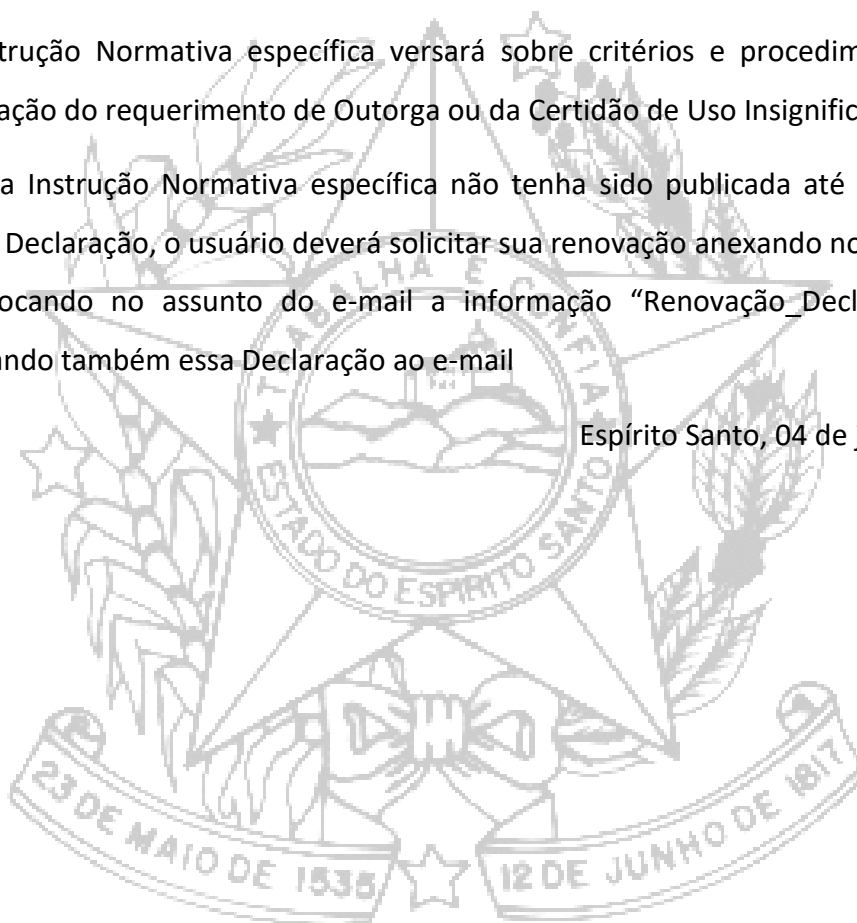 trução Normativa específica versará sobre critérios e procedim
ação do requerimento de Outorga ou da Certidão de Uso Insignific
a Instrução Normativa específica não tenha sido publicada até
Declaração, o usuário deverá solicitar sua renovação anexando no
ocando no assunto do e-mail a informação “Renovação_Decl
ndo também essa Declaração ao e-mail
Espírito Santo, 04 de j
TRABALHA E CONFIA
ESTADO DO ESPIRITO SANTO
23 DE MAIO DE 1535
12 DE JUNHO DE 1817